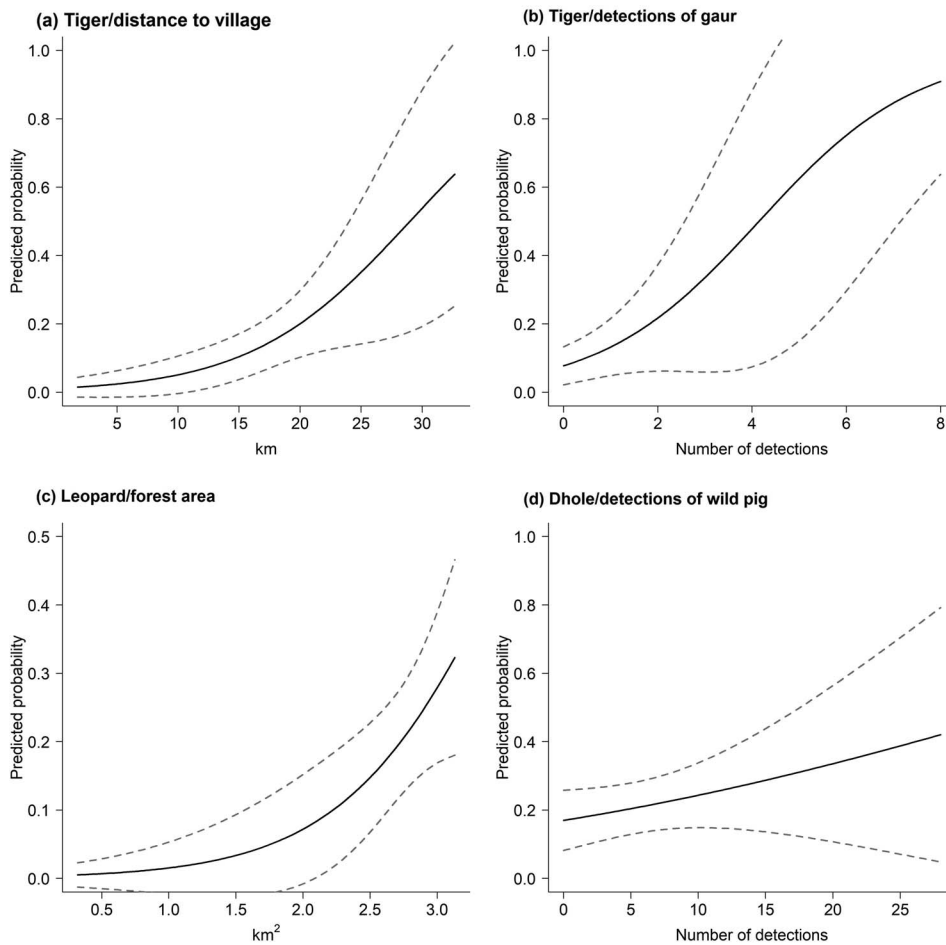 (a) Tiger/distance to village
1.0
0.8
0.6
0.4
0.2
0.0
Predicted probability
5 10 15 20 25 30
km
(b) Tiger/detections of gaur
1.0
0.8
0.6
0.4
0.2
0.0
Predicted probability
0 2 4 6 8
Number of detections
(c) Leopard/forest area
0.5
0.4
0.3
0.2
0.1
0.0
Predicted probability
0.5 1.0 1.5 2.0 2.5 3.0
km²
(d) Dhole/detections of wild pig
1.0
0.8
0.6
0.4
0.2
0.0
Predicted probability
0 5 10 15 20 25
Number of detections